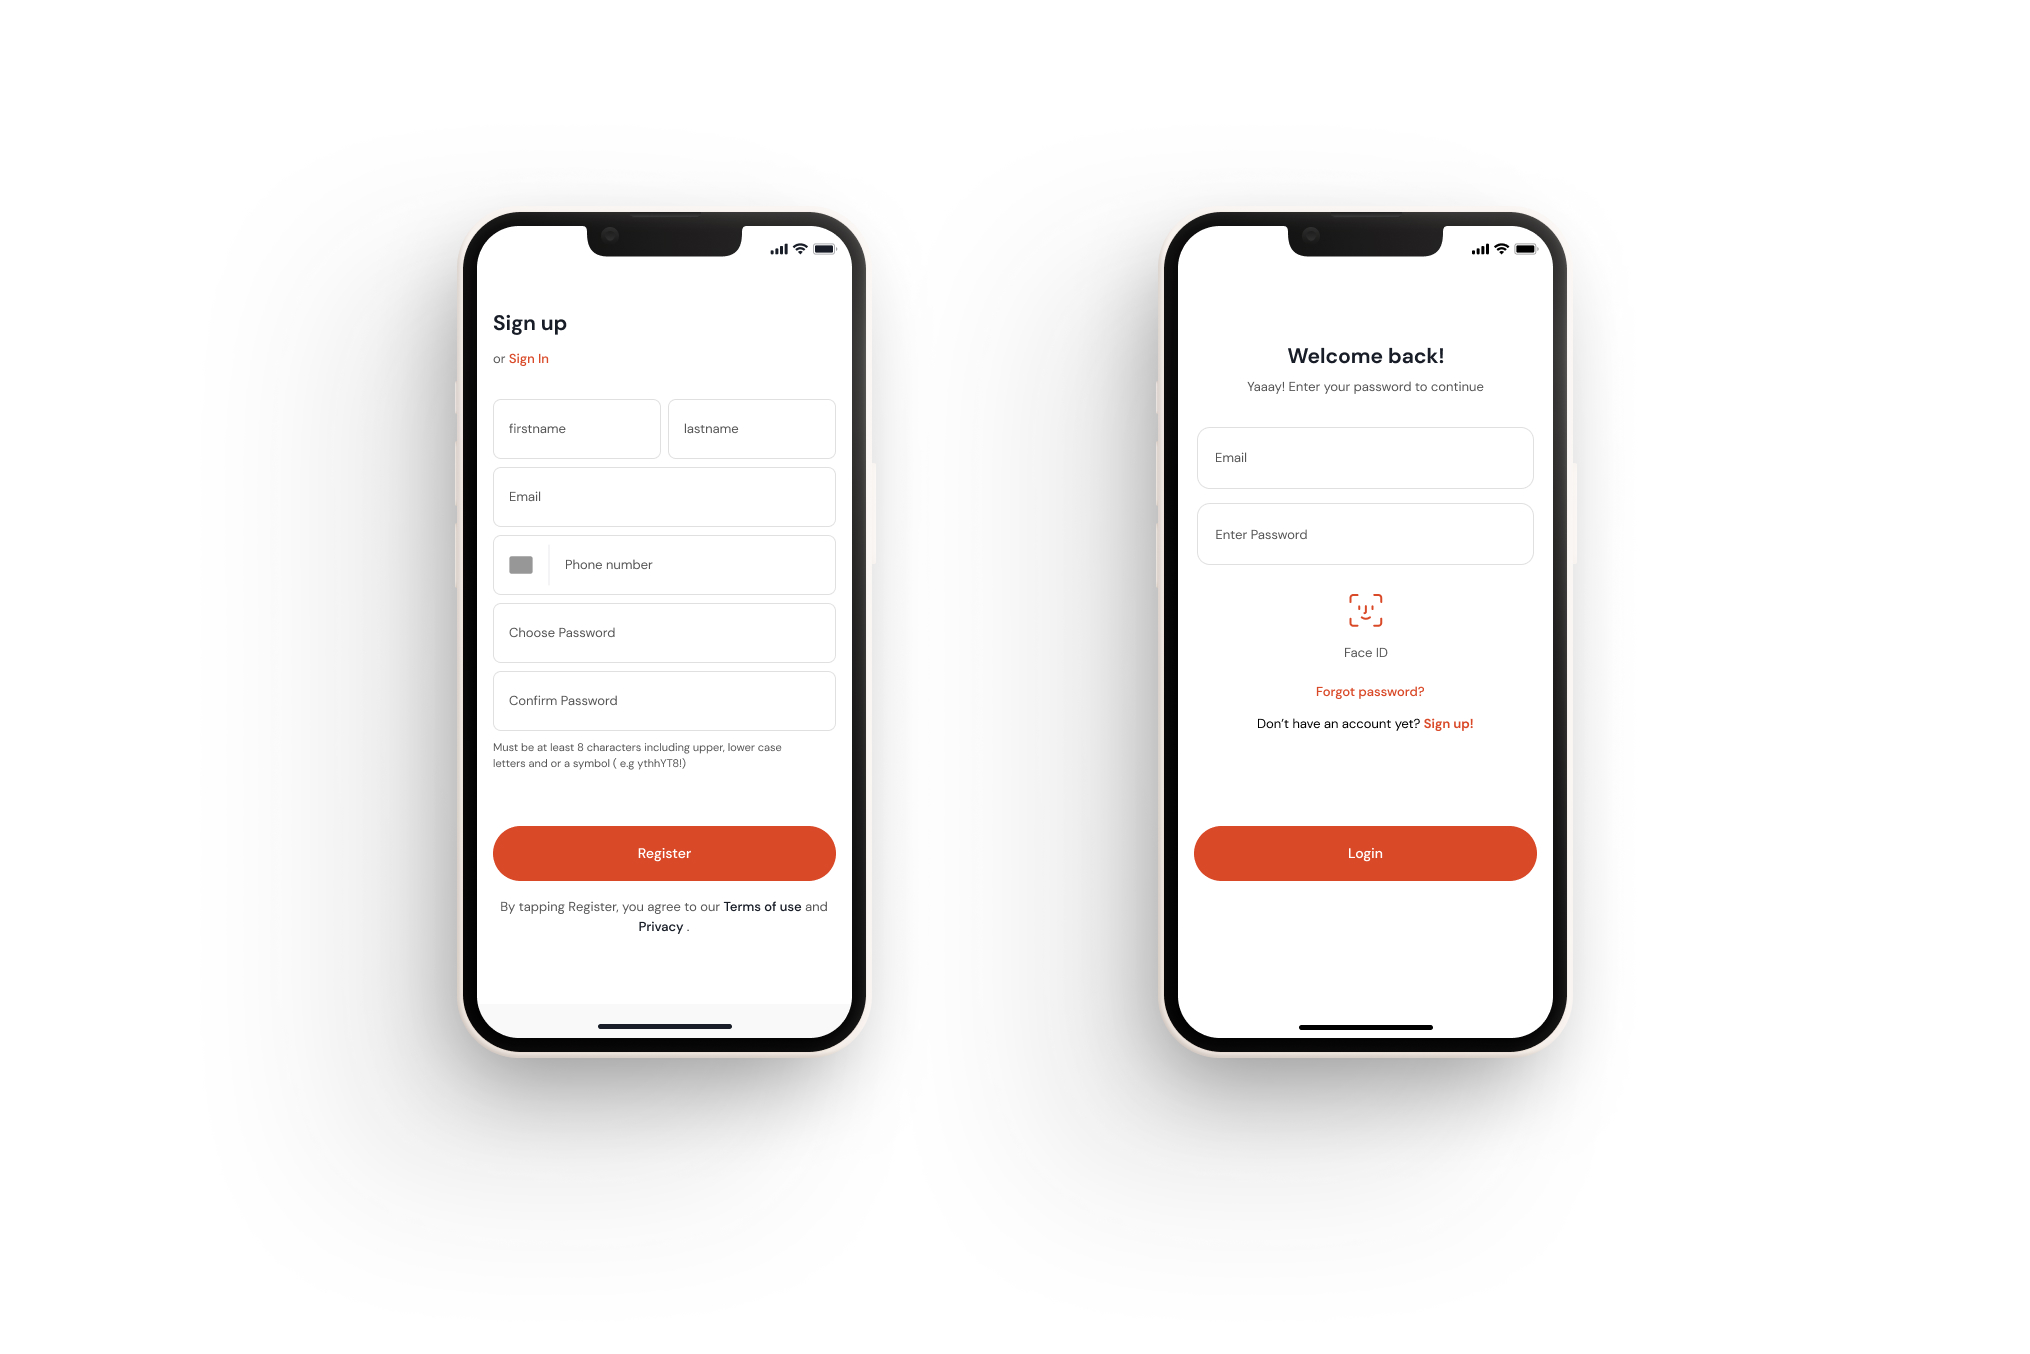 Sign up
or Sign In
firstname
lastname
Email
Phone number
Choose Password
Confirm Password
Must be at least 8 characters including upper, lower case
letters and or a symbol ( e.g ythhYT8!)
Register
By tapping Register, you agree to our Terms of use and
Privacy .
Welcome back!
Yaaay! Enter your password to continue
Email
Enter Password
Face ID
Forgot password?
Don’t have an account yet? Sign up!
Login